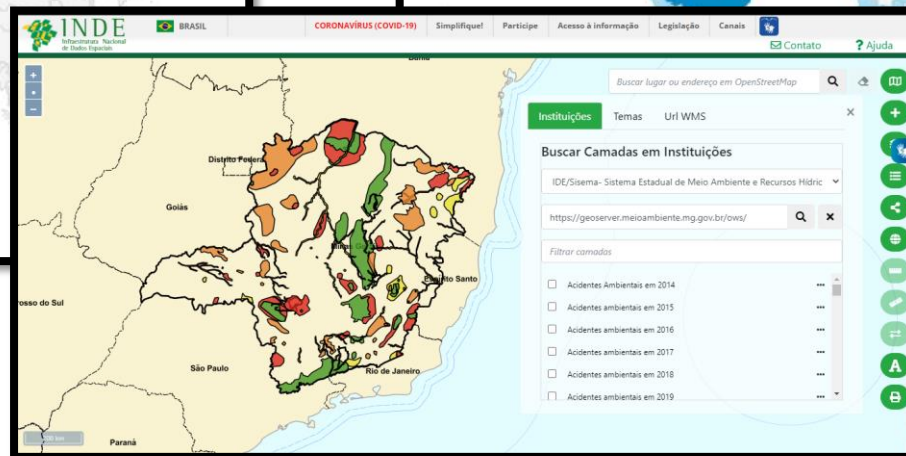 INDE
Infraestrutura Nacional
de Dados Espaciais
BRASIL
CORONAVÍRUS (COVID-19)
Simplifique!
Participe
Acesso à informação
Legislação
Canais
Contato
? Ajuda
Buscar lugar ou endereço em OpenStreetMap
Instituições
Temas
Url WMS
Buscar Camadas em Instituições
IDE/Sisema- Sistema Estadual de Meio Ambiente e Recursos Hídric
https://geoserver.meioambiente.mg.gov.br/ows/
Filtrar camadas
Acidentes Ambientais em 2014
Acidentes ambientais em 2015
Acidentes ambientais em 2016
Acidentes ambientais em 2017
Acidentes ambientais em 2018
Acidentes ambientais em 2019
Distrito Federal
Goiás
Espírito Santo
rosso do Sul
São Paulo
Rio de Janeiro
Paraná
A